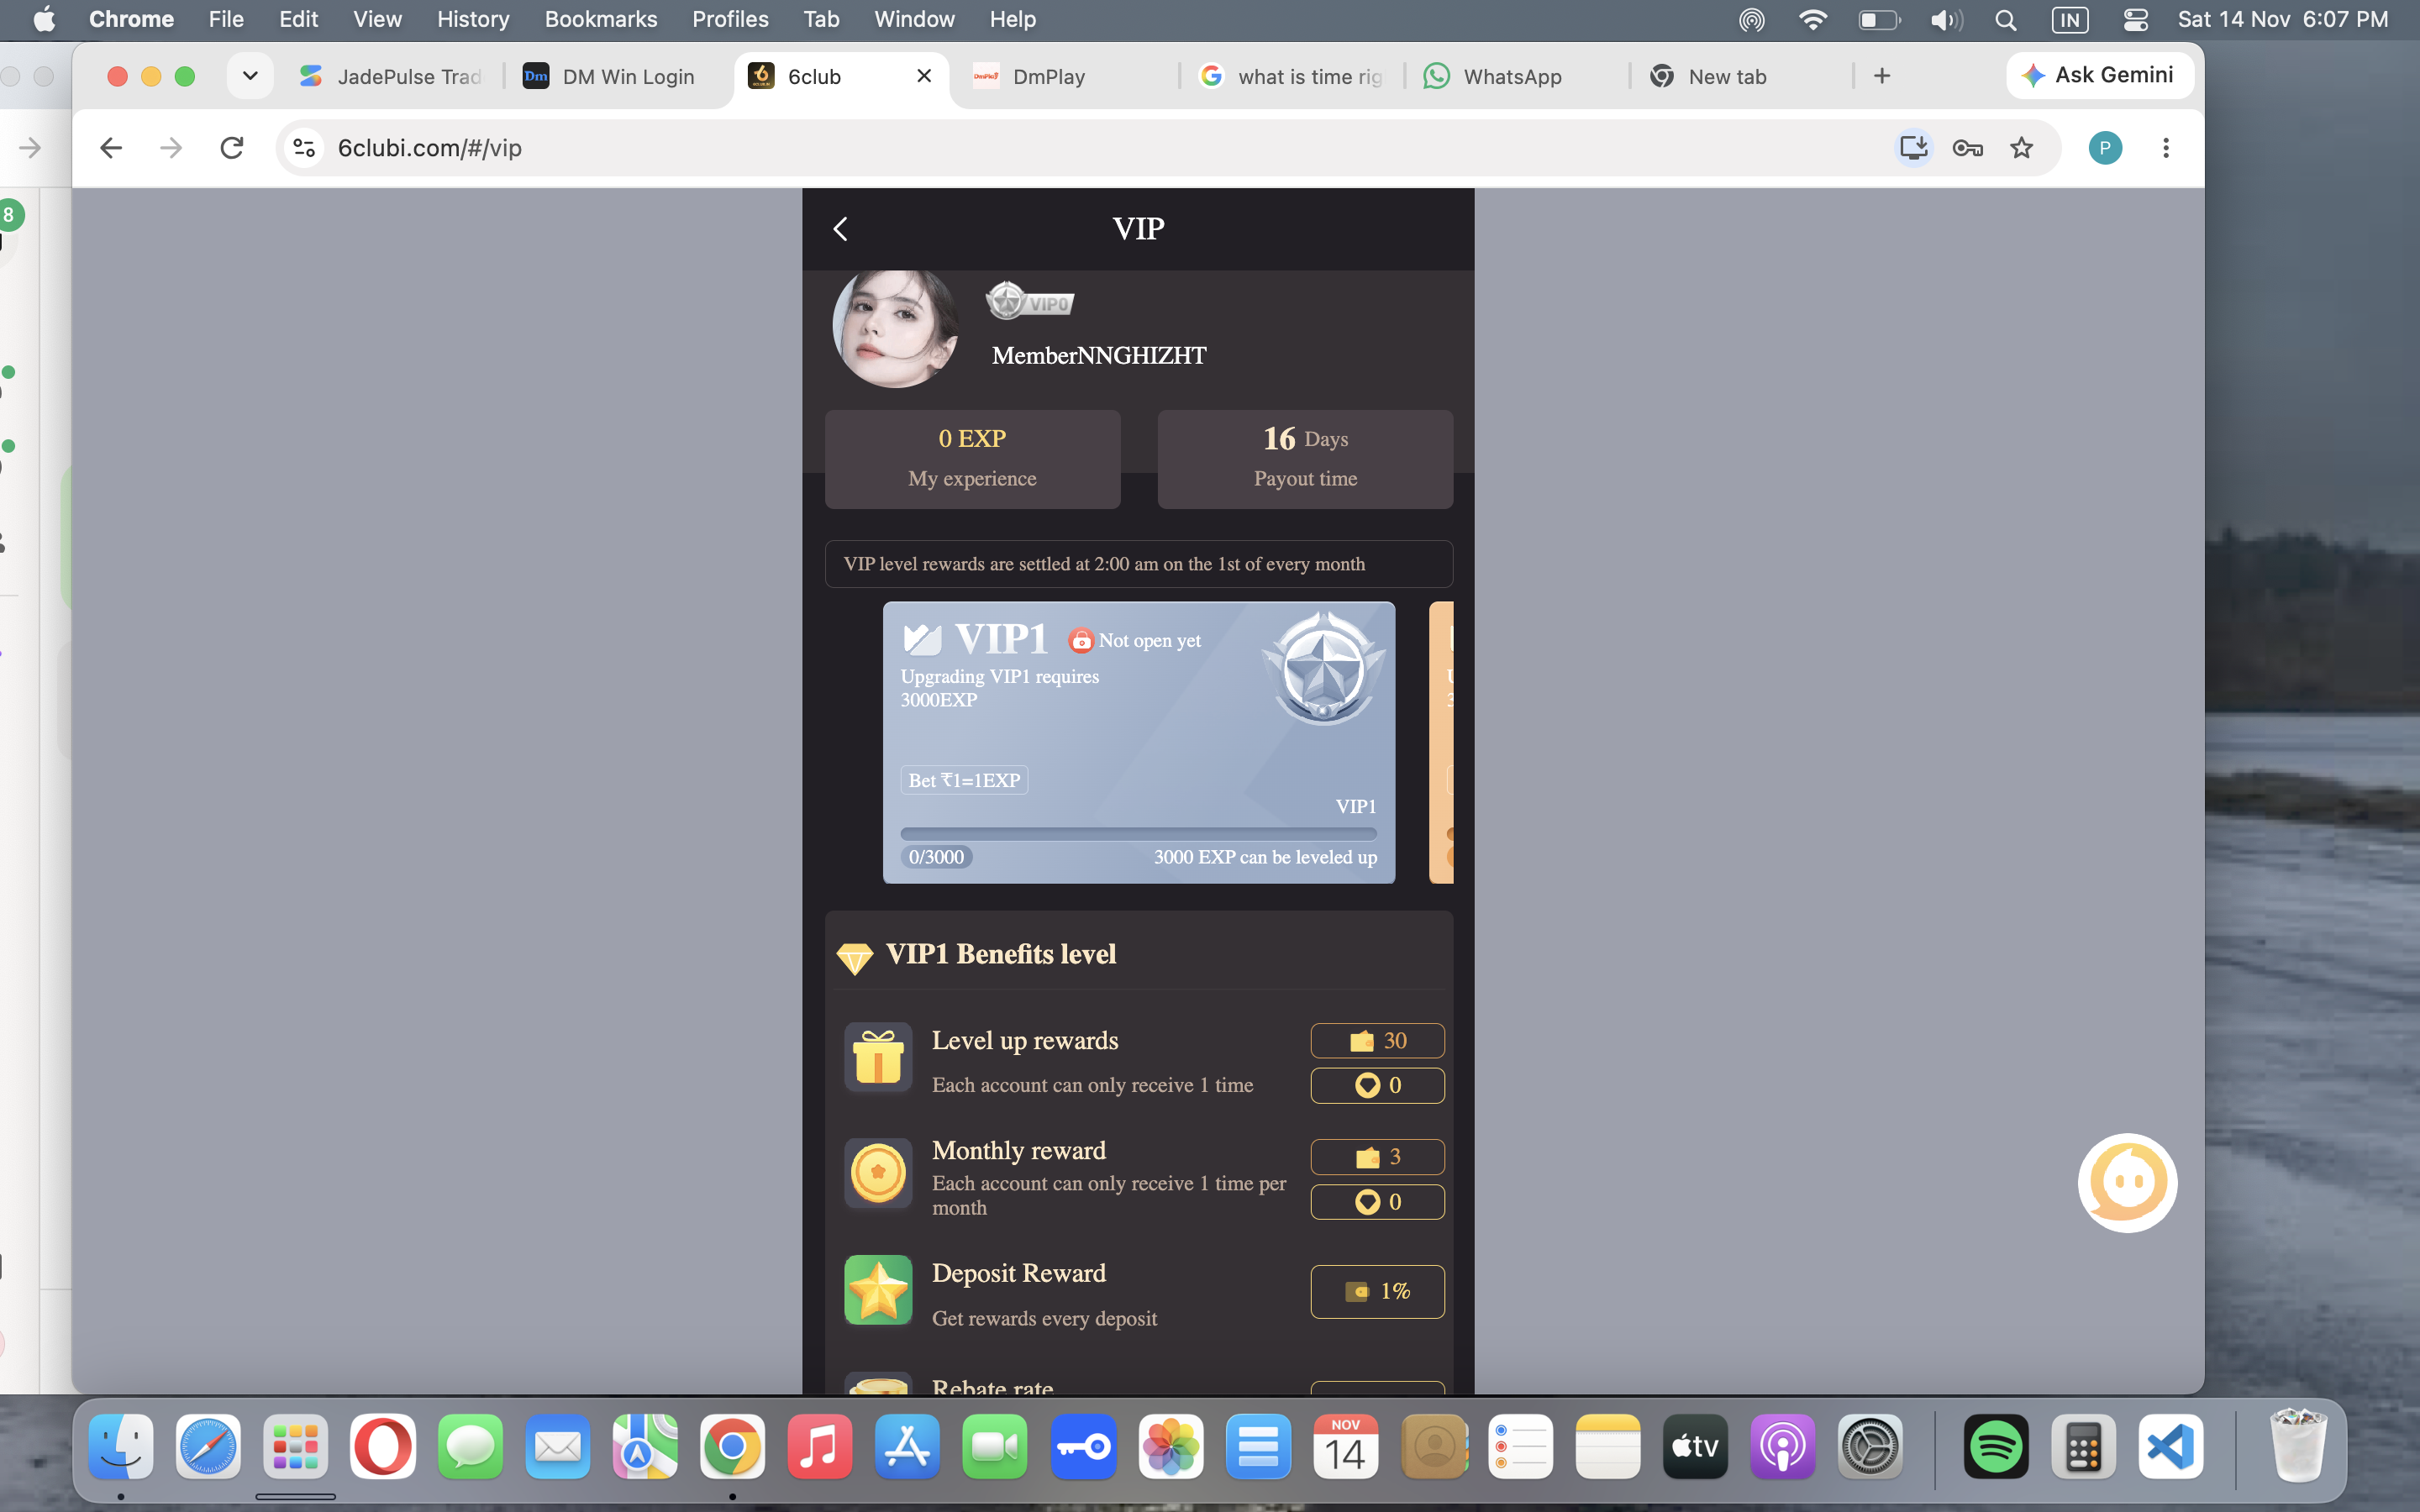 Chrome File Edit View History Bookmarks Profiles Tab Window Help IN Sat 14 Nov 6:07 PM
JadePulse Trad Dm DM Win Login 6club DmPlay what is time rig WhatsApp New tab Ask Gemini
6clubi.com/#/vip P
8
VIP
VIP0
MemberNNGHIZHT
0 EXP
My experience
16 Days
Payout time
VIP level rewards are settled at 2:00 am on the 1st of every month
VIP1 Not open yet
Upgrading VIP1 requires
3000EXP
Bet ₹1=1EXP
VIP1
0/3000 3000 EXP can be leveled up
VIP1 Benefits level
Level up rewards 30
Each account can only receive 1 time 0
Monthly reward 3
Each account can only receive 1 time per
month 0
Deposit Reward 1%
Get rewards every deposit
Rebate rate
NOV
14
tv